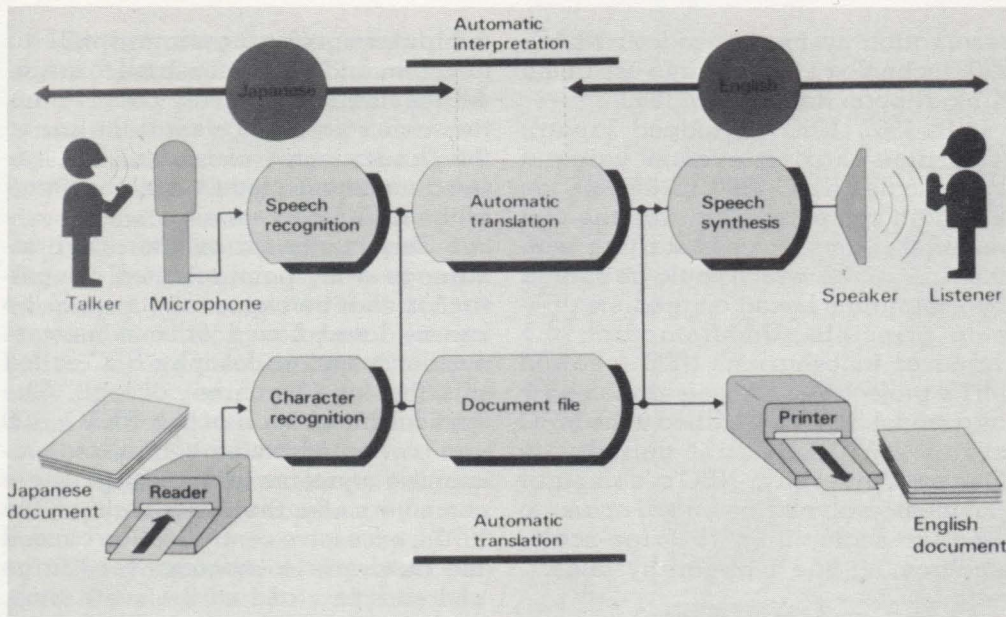 Automatic
interpretation
Japanese
English
Speech
recognition
Automatic
translation
Speech
synthesis
Talker
Microphone
Speaker
Listener
Character
recognition
Document file
Printer
Japanese
document
Reader
English
document
Automatic
translation